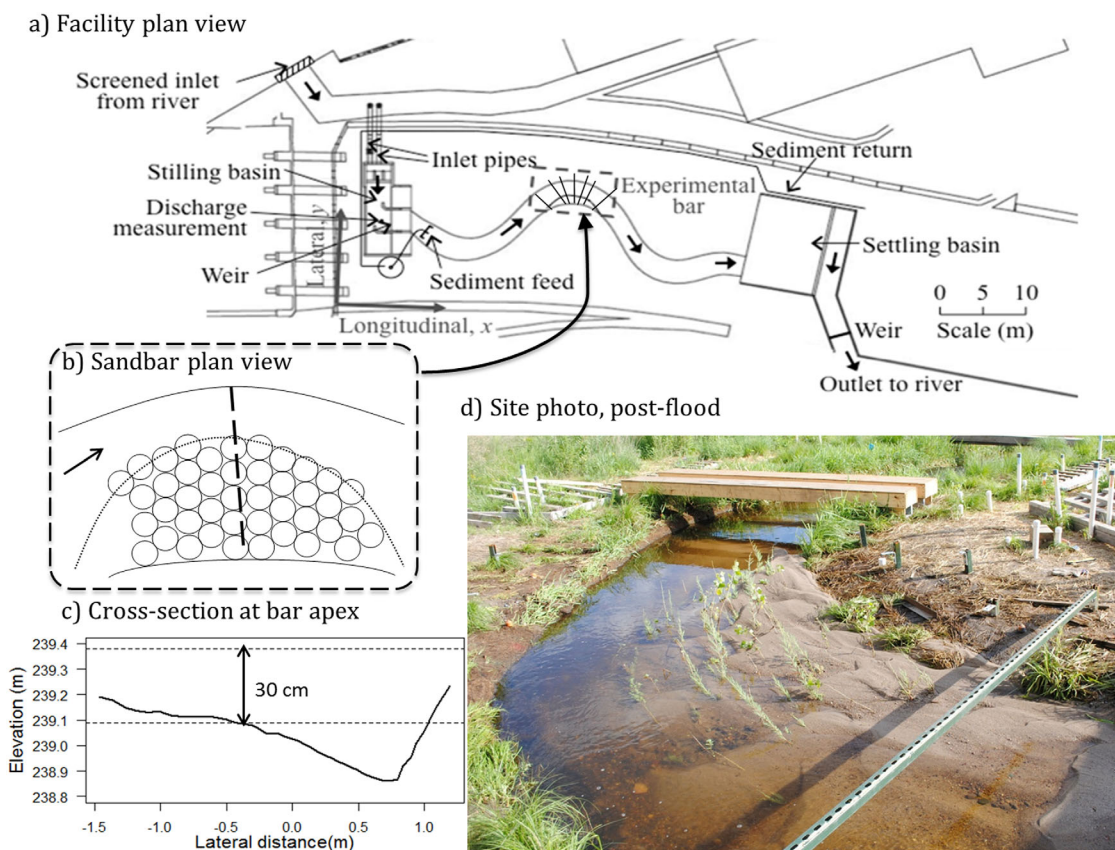 a) Facility plan view
Screened inlet
from river
Inlet pipes
Stilling basin
Discharge
measurement
Weir
Lateral, y
Longitudinal, x
Sediment feed
Experimental
bar
Sediment return
Settling basin
0 5 10
Scale (m)
Weir
Outlet to river
b) Sandbar plan view
c) Cross-section at bar apex
239.4
239.3
239.2
239.1
239.0
238.9
238.8
Elevation (m)
30 cm
-1.5 -1.0 -0.5 0.0 0.5 1.0
Lateral distance(m)
d) Site photo, post-flood